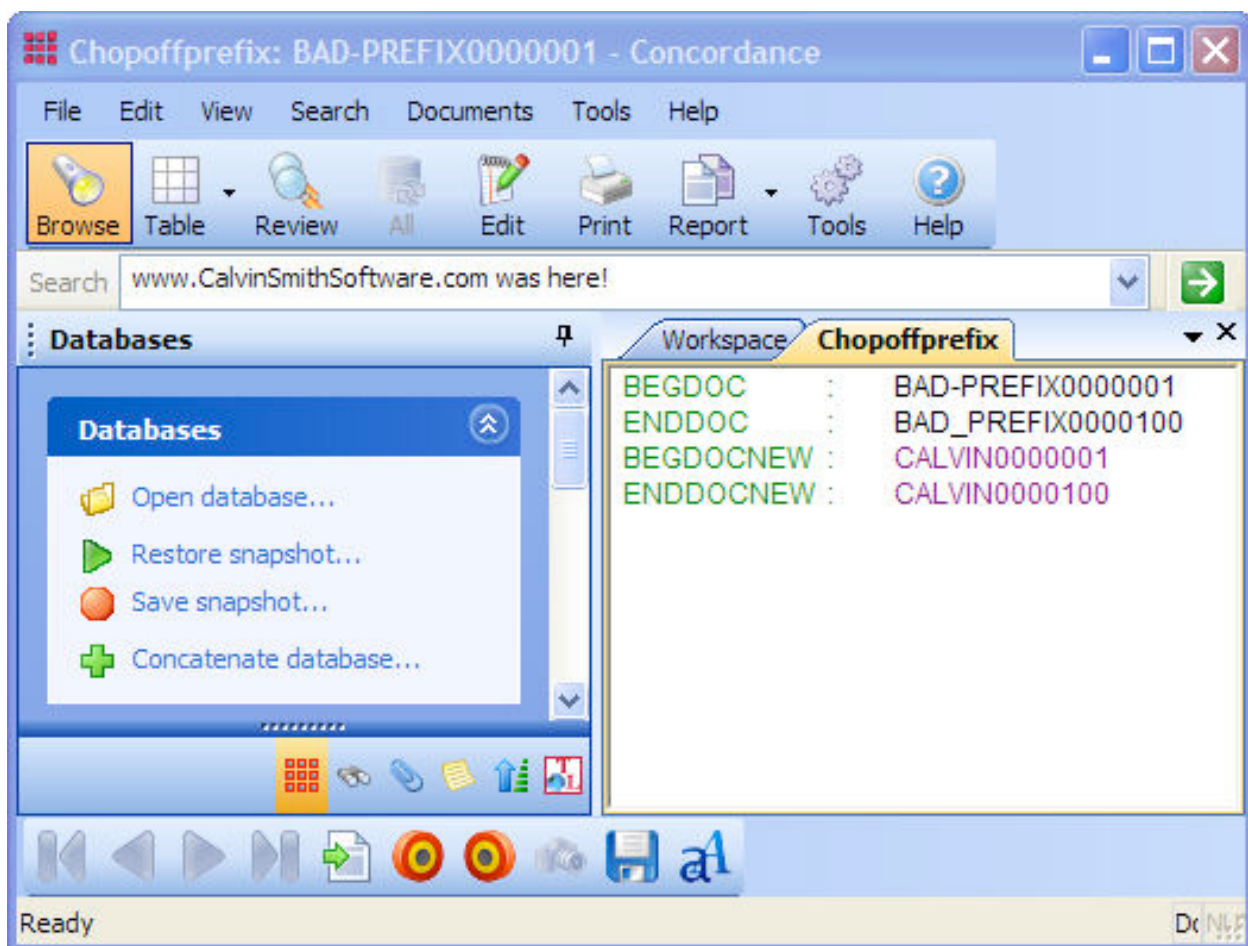 Chopoffprefix: BAD-PREFIX0000001 - Concordance
File Edit View Search Documents Tools Help
Browse Table Review All Edit Print Report Tools Help
Search www.CalvinSmithSoftware.com was here!
Databases
Workspace Chopoffprefix
Databases
Open database...
Restore snapshot...
Save snapshot...
Concatenate database...
BEGDOC : BAD-PREFIX0000001
ENDDOC : BAD_PREFIX0000100
BEGDOCNEW : CALVIN0000001
ENDDOCNEW : CALVIN0000100
Ready